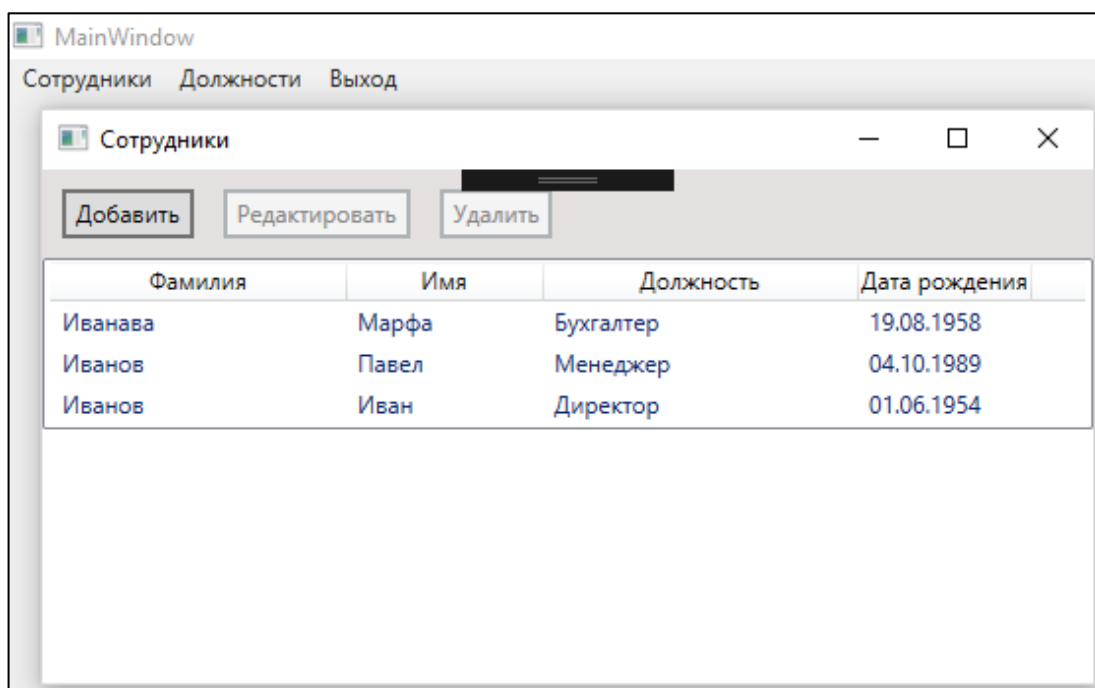 MainWindow
Сотрудники Должности Выход
Сотрудники
Добавить Редактировать Удалить
Фамилия Имя Должность Дата рождения
Иванава Марфа Бухгалтер 19.08.1958
Иванов Павел Менеджер 04.10.1989
Иванов Иван Директор 01.06.1954